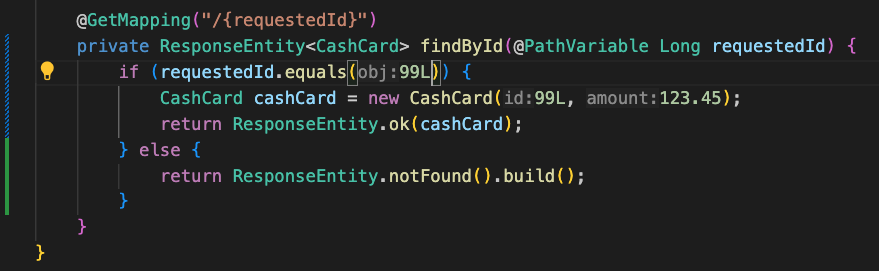 @GetMapping("/{requestedId}")
private ResponseEntity<CashCard> findById(@PathVariable Long requestedId) {
if (requestedId.equals(obj:99L)) {
CashCard cashCard = new CashCard(id:99L, amount:123.45);
return ResponseEntity.ok(cashCard);
} else {
return ResponseEntity.notFound().build();
}
}
}